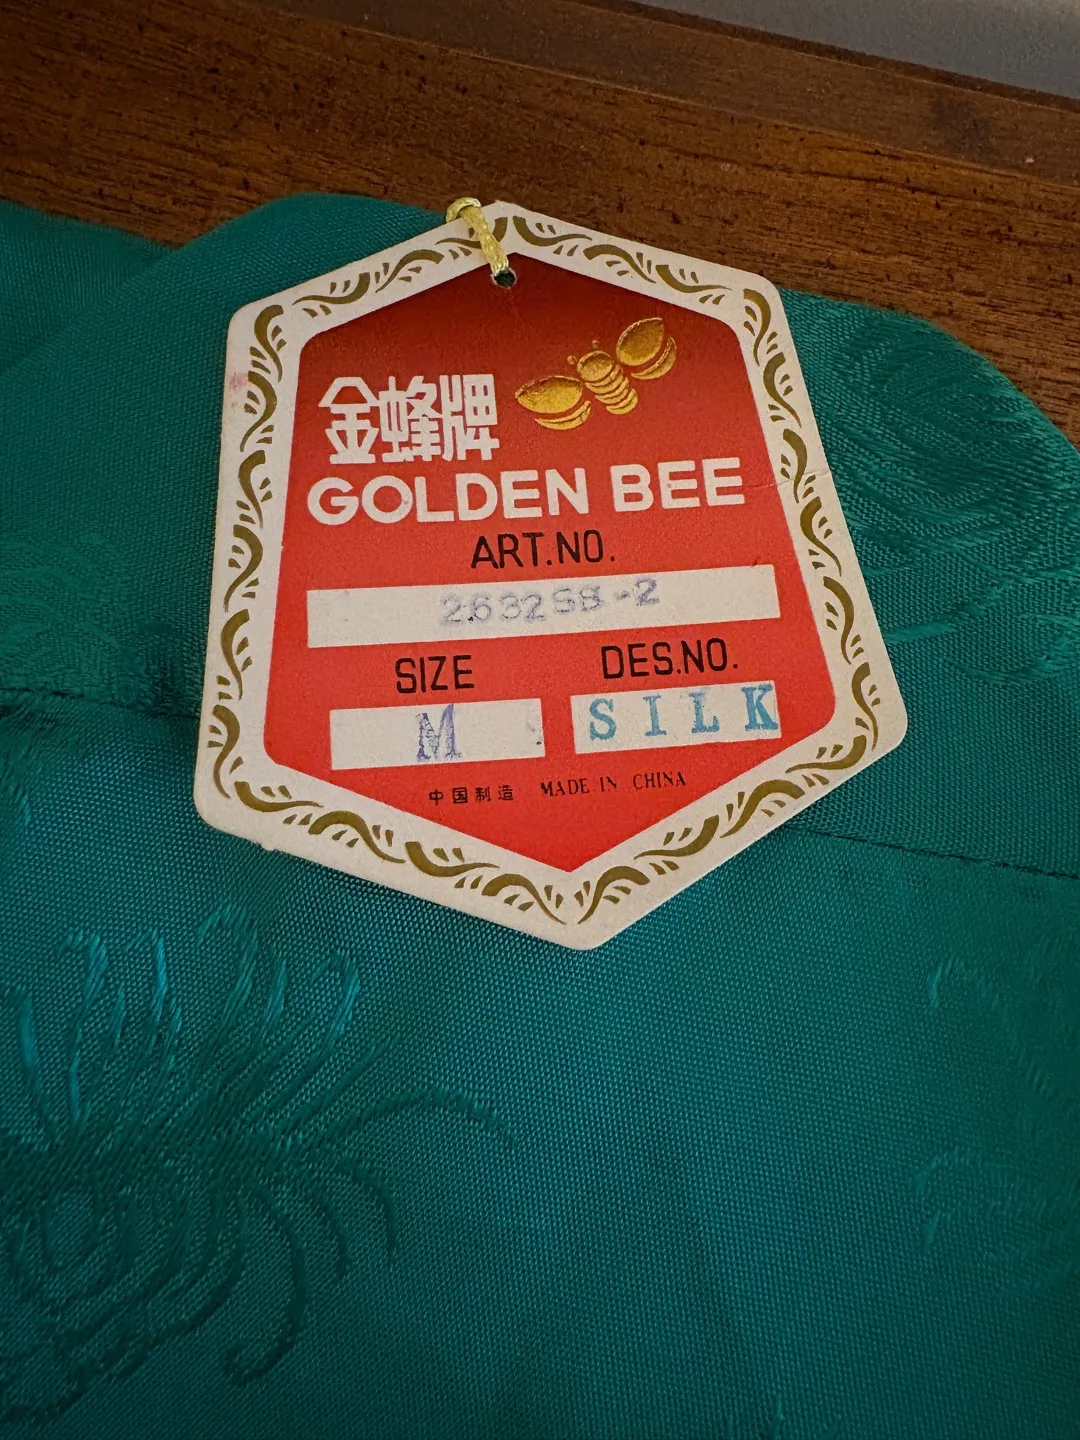 金蜂牌
GOLDEN BEE
ART.NO.
26325B-2
SIZE
DES.NO.
M
SILK
中国制造 MADE IN CHINA